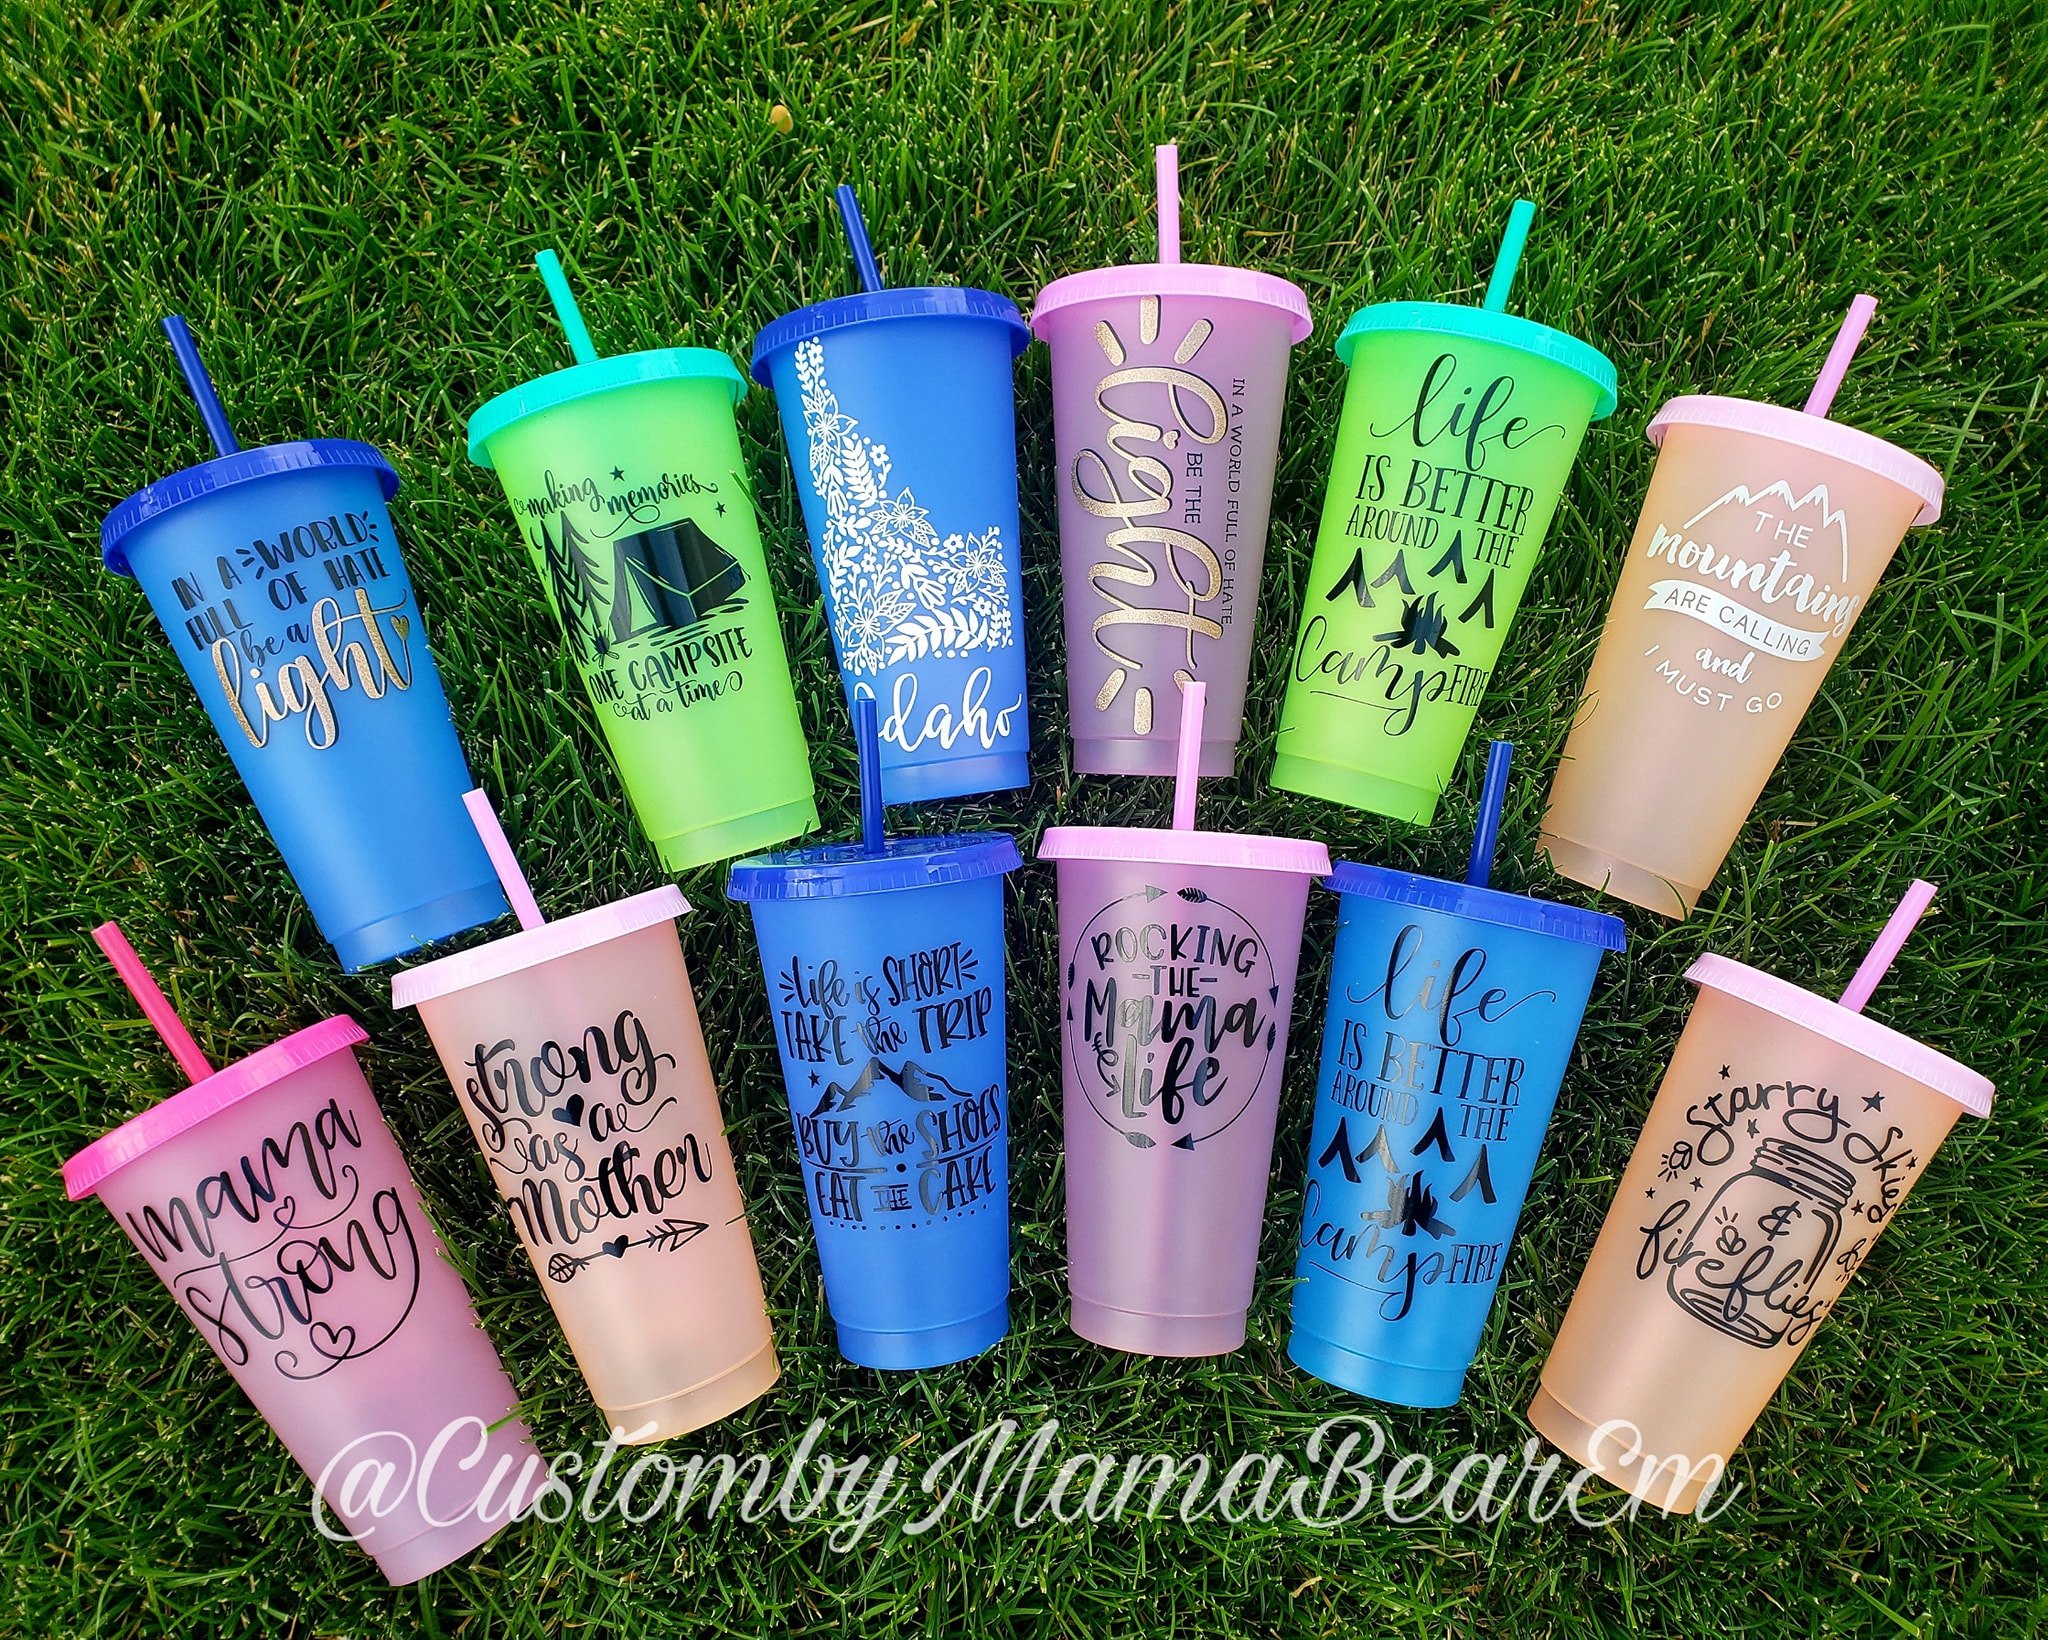 IN A WORLD
FULL OF HATE
be a
light
making memories
ONE CAMPSITE
at a time
Idaho
IN A WORLD FULL OF HATE
BE THE
Light
life
IS BETTER
AROUND THE
CampFIRE
THE
mountains
ARE CALLING
and
I MUST GO
mama
strong
strong
as a
Mother
Life is SHORT
TAKE the TRIP
BUY the SHOES
EAT THE CAKE
ROCKING
-THE-
Mama
Life
life
IS BETTER
AROUND THE
CampFIRE
Starry Skies
&
fireflies
@CustombyMamaBearEm